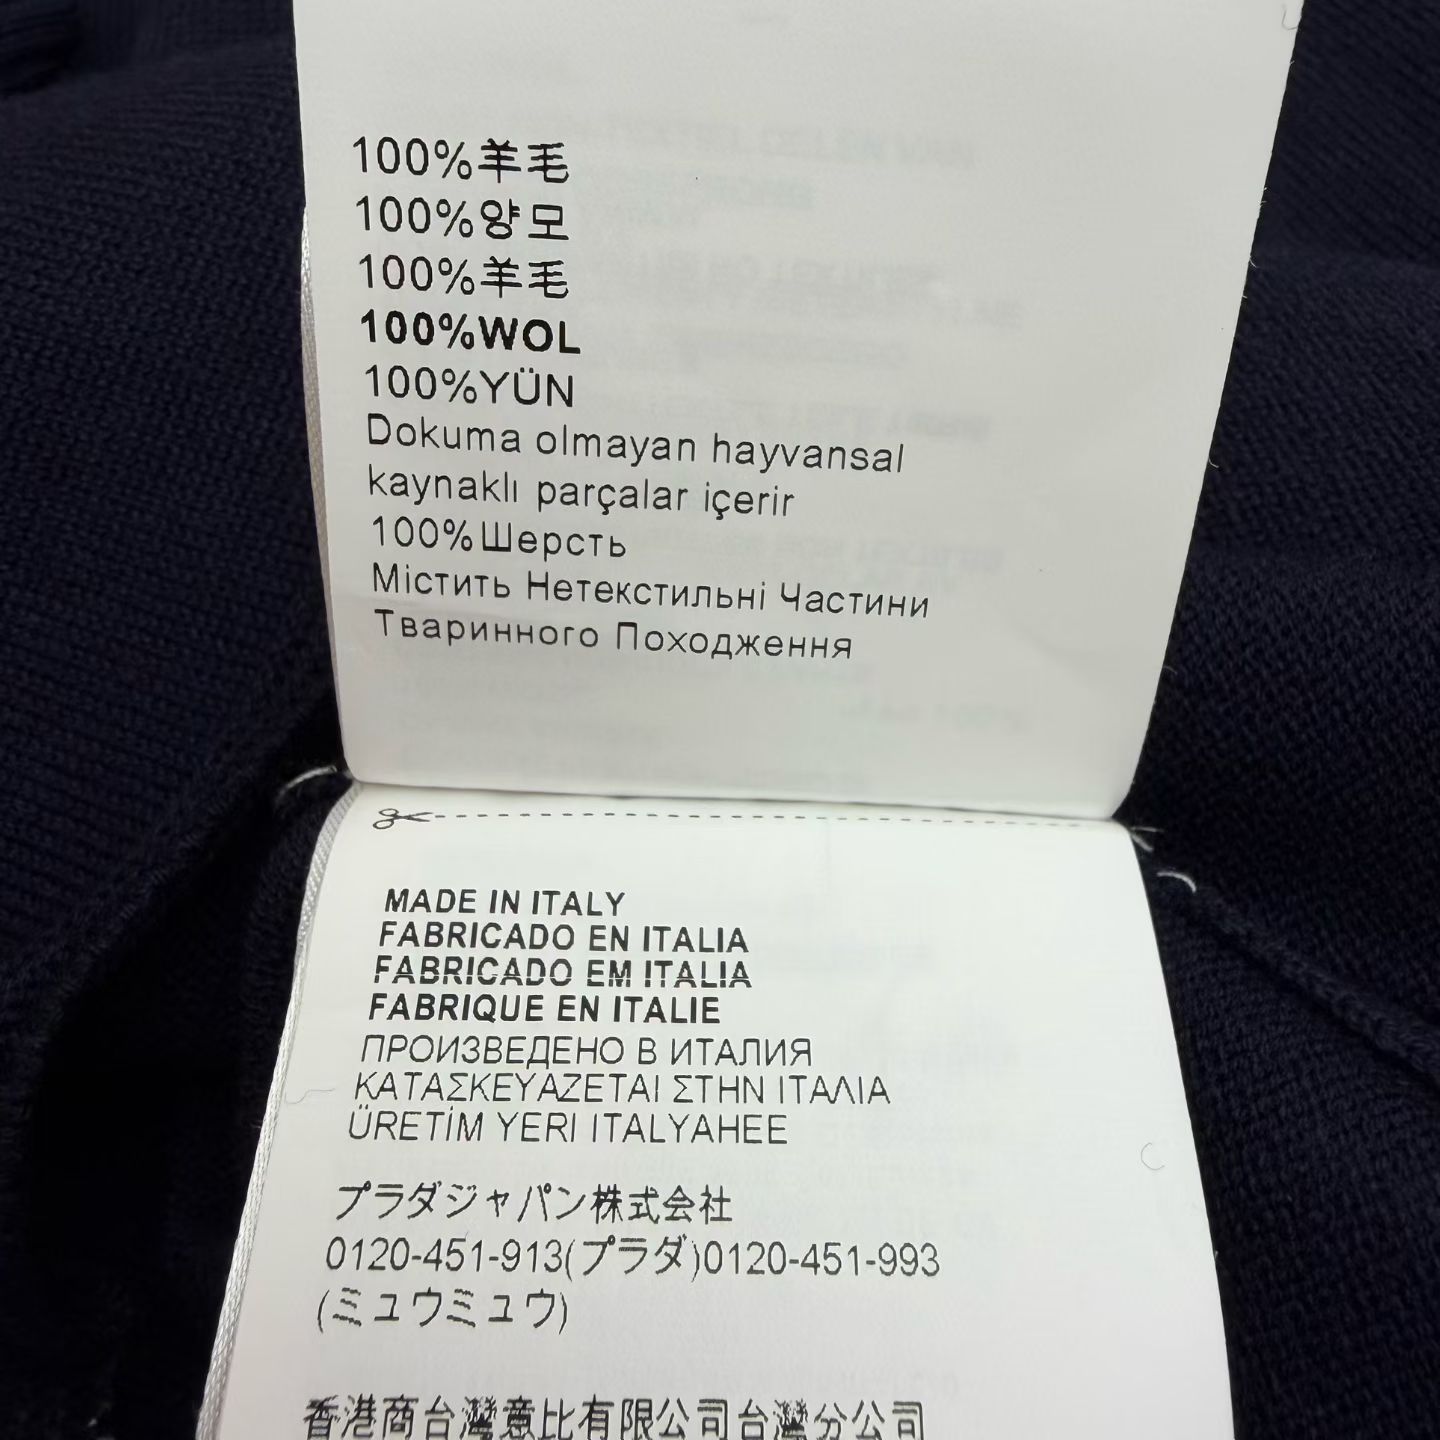 100%羊毛
100%양모
100%羊毛
100%WOL
100%YÜN
Dokuma olmayan hayvansal
kaynaklı parçalar içerir
100%Шерсть
Містить Нетекстильні Частини
Тваринного Походження
MADE IN ITALY
FABRICADO EN ITALIA
FABRICADO EM ITALIA
FABRIQUE EN ITALIE
ПРОИЗВЕДЕНО В ИТАЛИЯ
ΚΑΤΑΣΚΕΥΑΖΕΤΑΙ ΣΤΗΝ ΙΤΑΛΙΑ
ÜRETİM YERI ITALYAHEE
プラダジャパン株式会社
0120-451-913(プラダ)0120-451-993
(ミュウミュウ)
香港商台灣意比有限公司台灣分公司